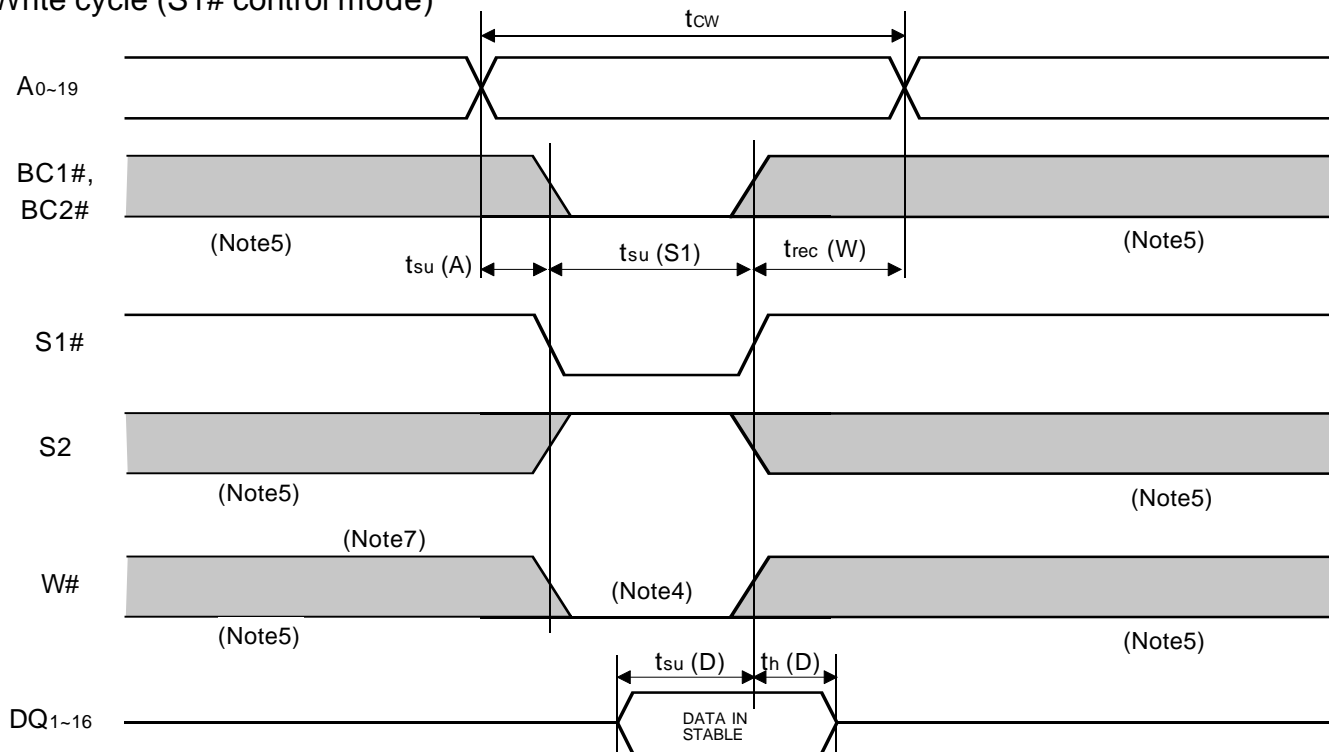 Write cycle (S1# control mode)
tCW
A0~19
BC1#,
BC2#
(Note5)
(Note5)
tsu (A)
tsu (S1)
trec (W)
S1#
S2
(Note5)
(Note5)
(Note7)
W#
(Note4)
(Note5)
(Note5)
tsu (D)
th (D)
DQ1~16
DATA IN
STABLE